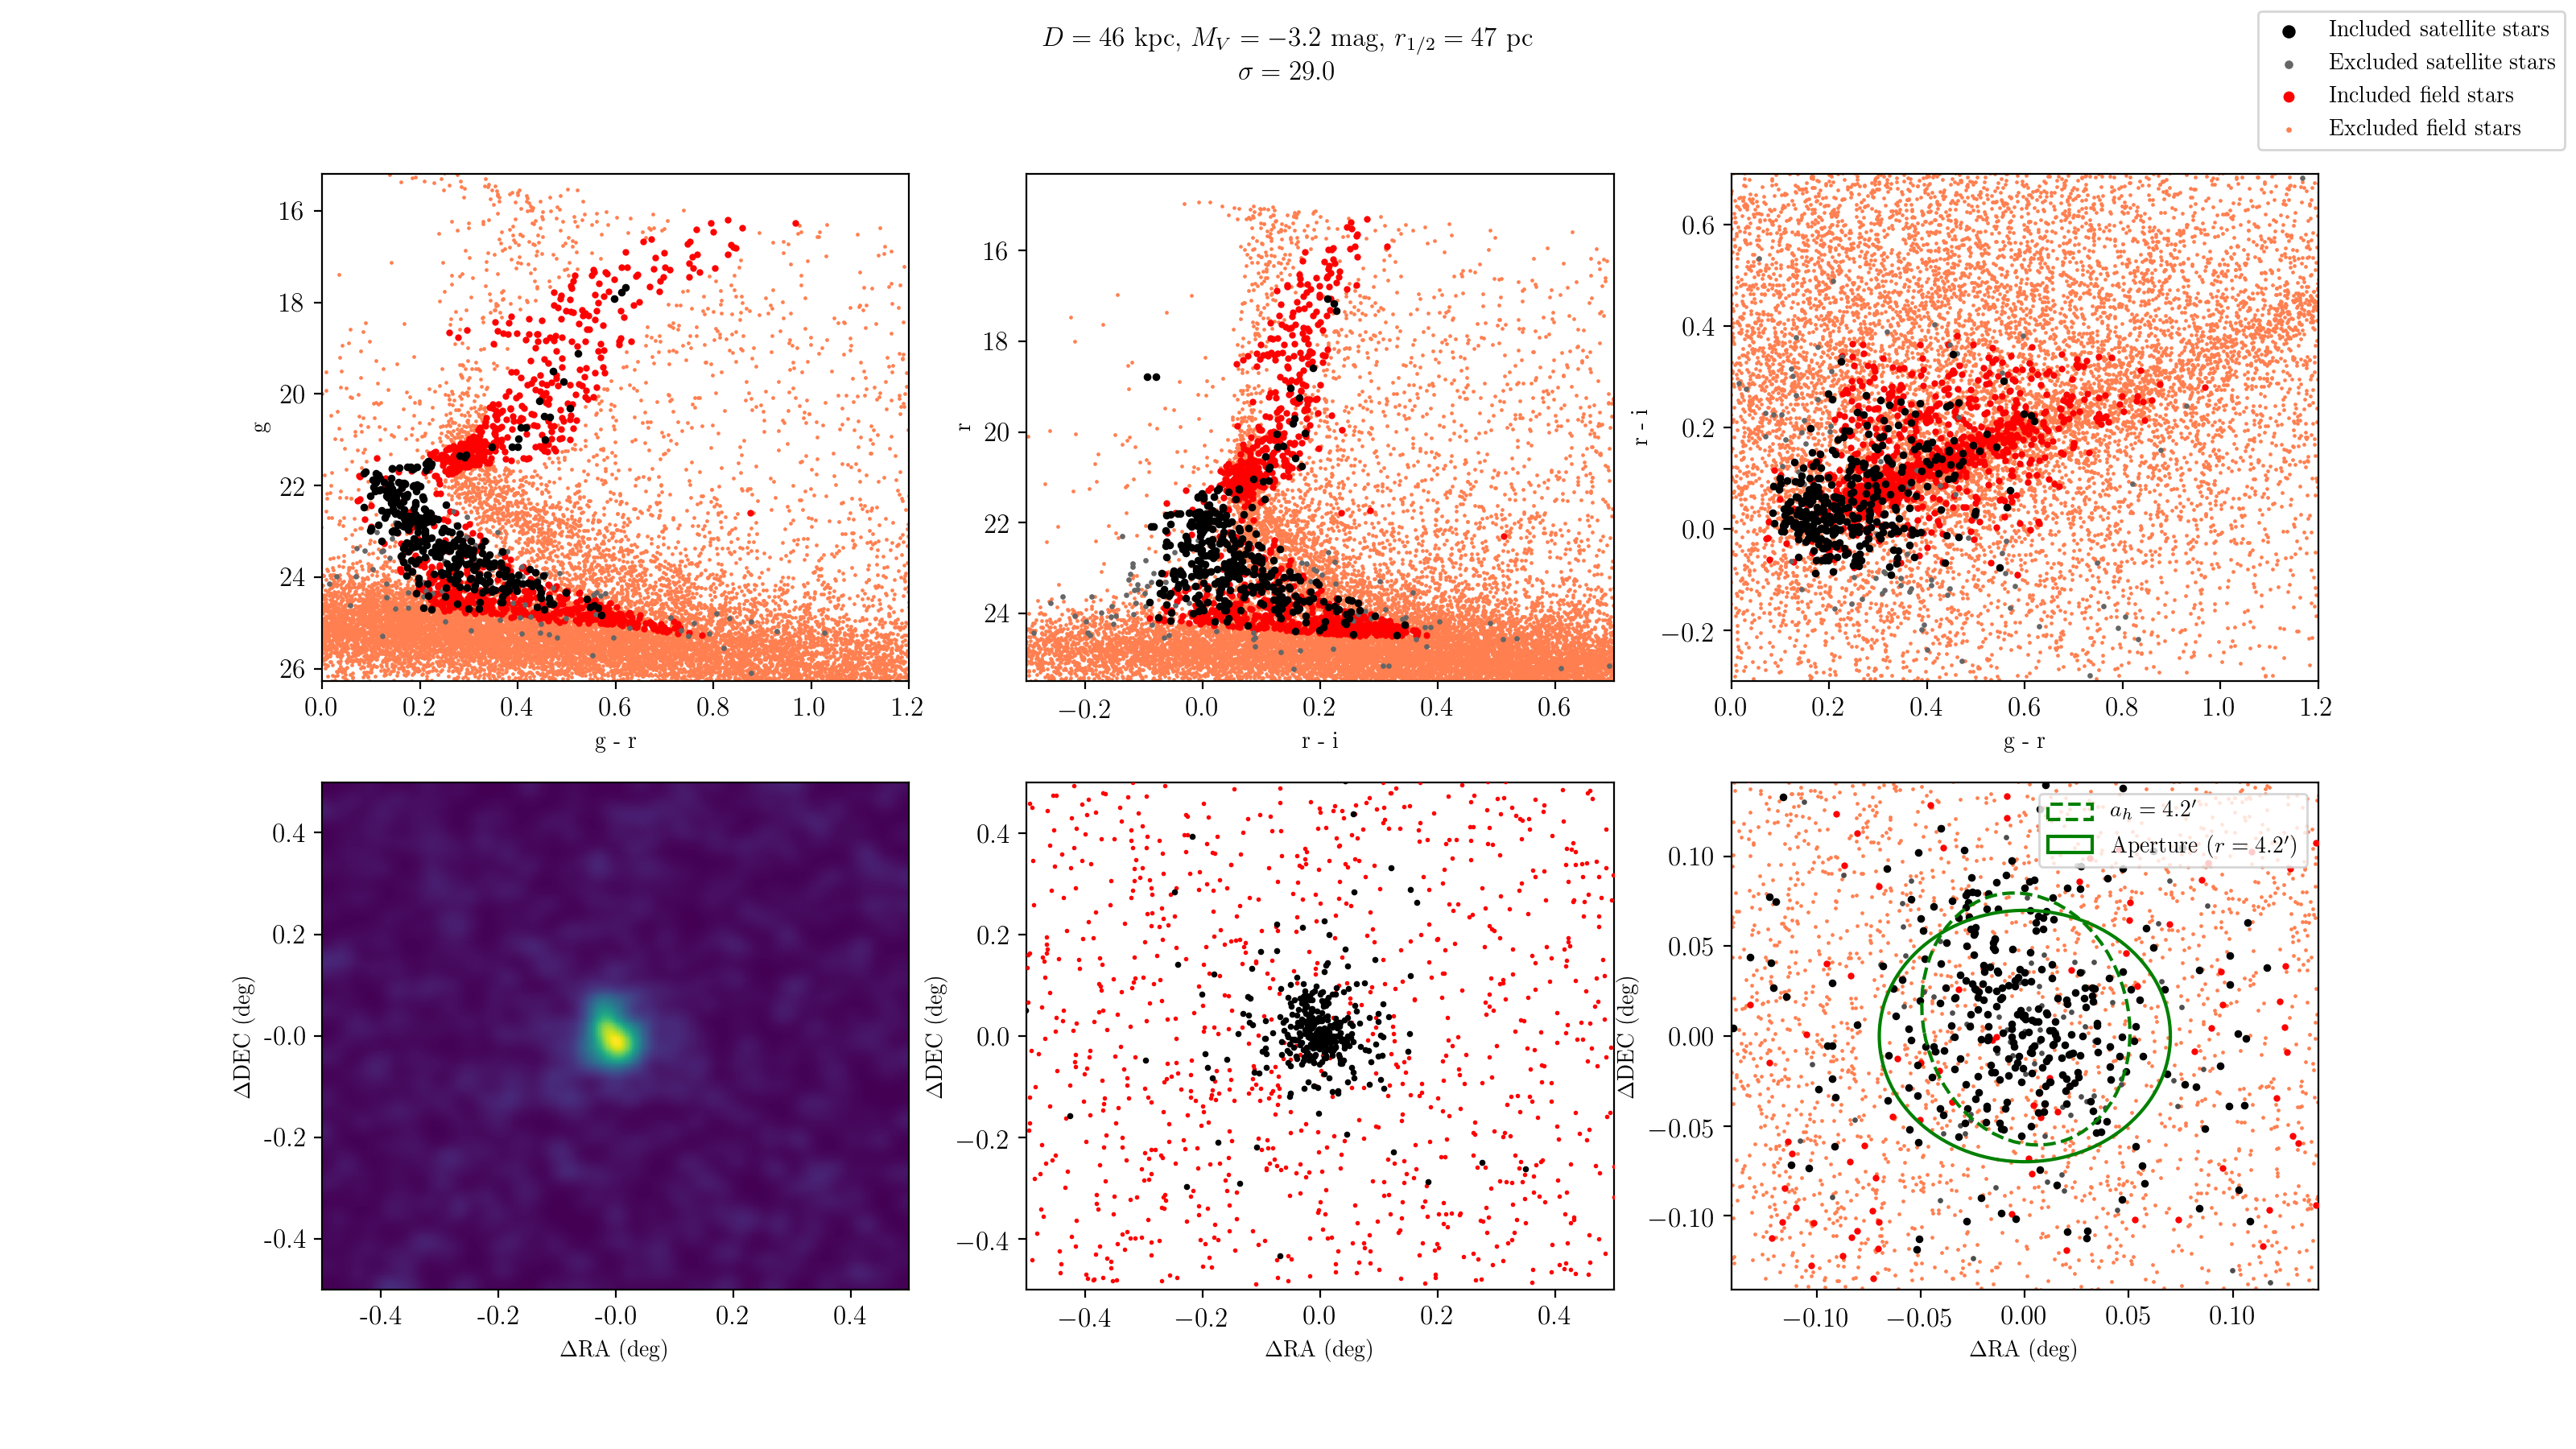 D = 46 kpc, M_V = −3.2 mag, r_{1/2} = 47 pc
σ = 29.0
Included satellite stars
Excluded satellite stars
Included field stars
Excluded field stars
16
18
20
22
24
26
g
0.0 0.2 0.4 0.6 0.8 1.0 1.2
g - r
16
18
20
22
24
r
−0.2 0.0 0.2 0.4 0.6
r - i
0.6
0.4
0.2
0.0
−0.2
r - i
0.0 0.2 0.4 0.6 0.8 1.0 1.2
g - r
0.4
0.2
-0.0
-0.2
-0.4
ΔDEC (deg)
-0.4 -0.2 -0.0 0.2 0.4
ΔRA (deg)
0.4
0.2
0.0
−0.2
−0.4
ΔDEC (deg)
−0.4 −0.2 0.0 0.2 0.4
ΔRA (deg)
a_h = 4.2′
Aperture (r = 4.2′)
0.10
0.05
0.00
−0.05
−0.10
ΔDEC (deg)
−0.10 −0.05 0.00 0.05 0.10
ΔRA (deg)